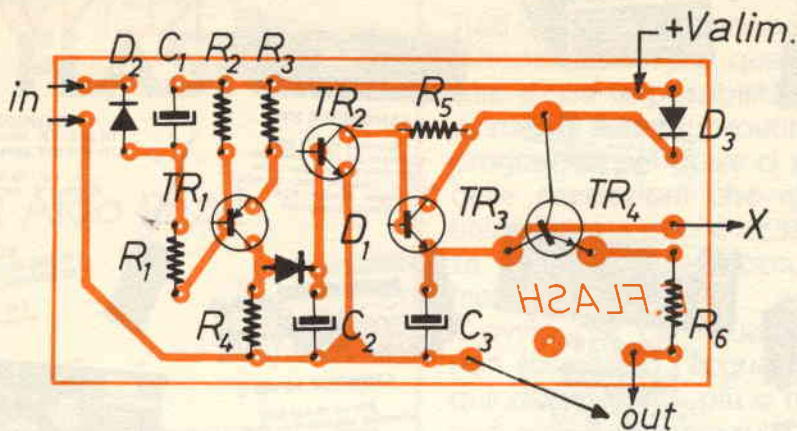 +Valim.
D2 C1 R2 R3
in
TR2
R5
D3
TR1
TR3
TR4
D1
X
R1
FLASH
R4
C2
C3
R6
out